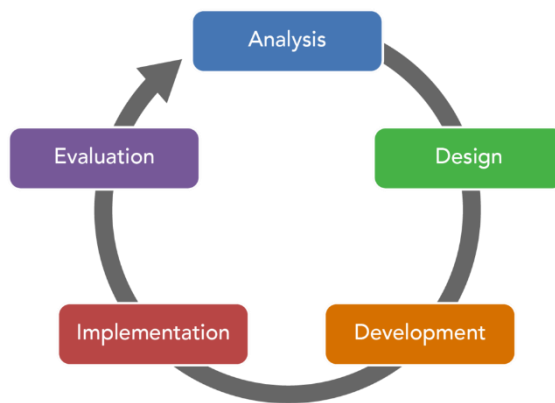 Analysis
Design
Development
Implementation
Evaluation